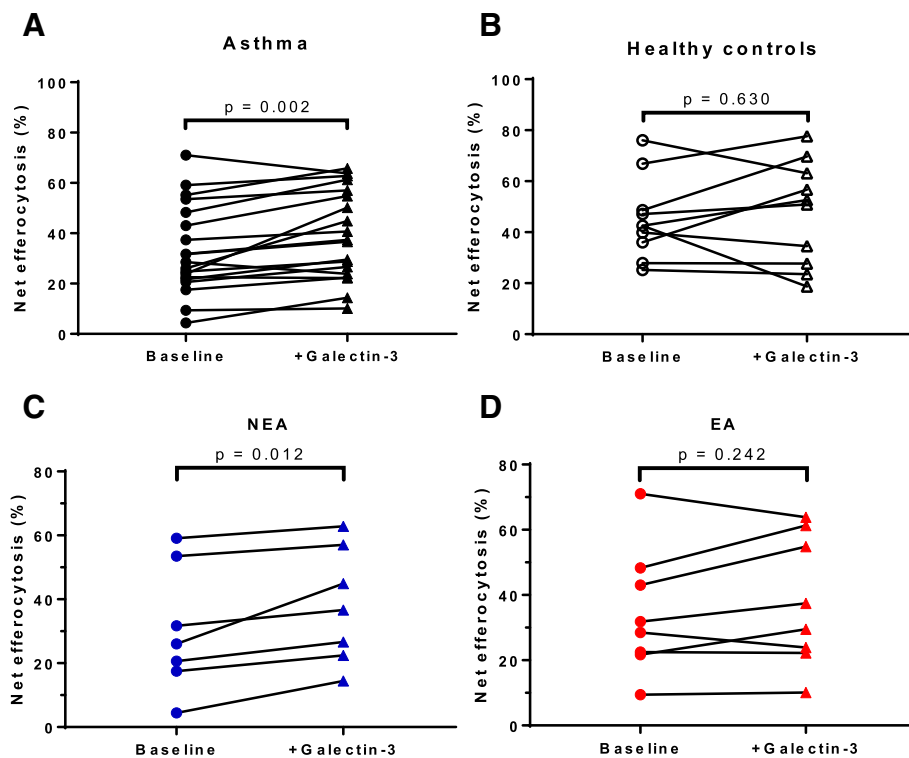 A
Asthma
p = 0.002
Net efferocytosis (%)
100
80
60
40
20
0
Baseline
+Galectin-3
B
Healthy controls
p = 0.630
Net efferocytosis (%)
100
80
60
40
20
0
Baseline
+Galectin-3
C
NEA
p = 0.012
Net efferocytosis (%)
80
60
40
20
0
Baseline
+Galectin-3
D
EA
p = 0.242
Net efferocytosis (%)
80
60
40
20
0
Baseline
+Galectin-3